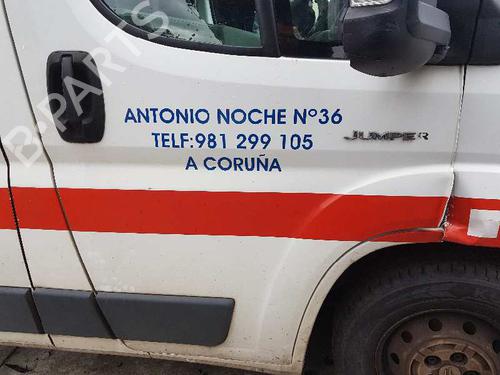 B-PARTS
ANTONIO NOCHE Nº36
TELF:981 299 105
JUMPER
A CORUÑA